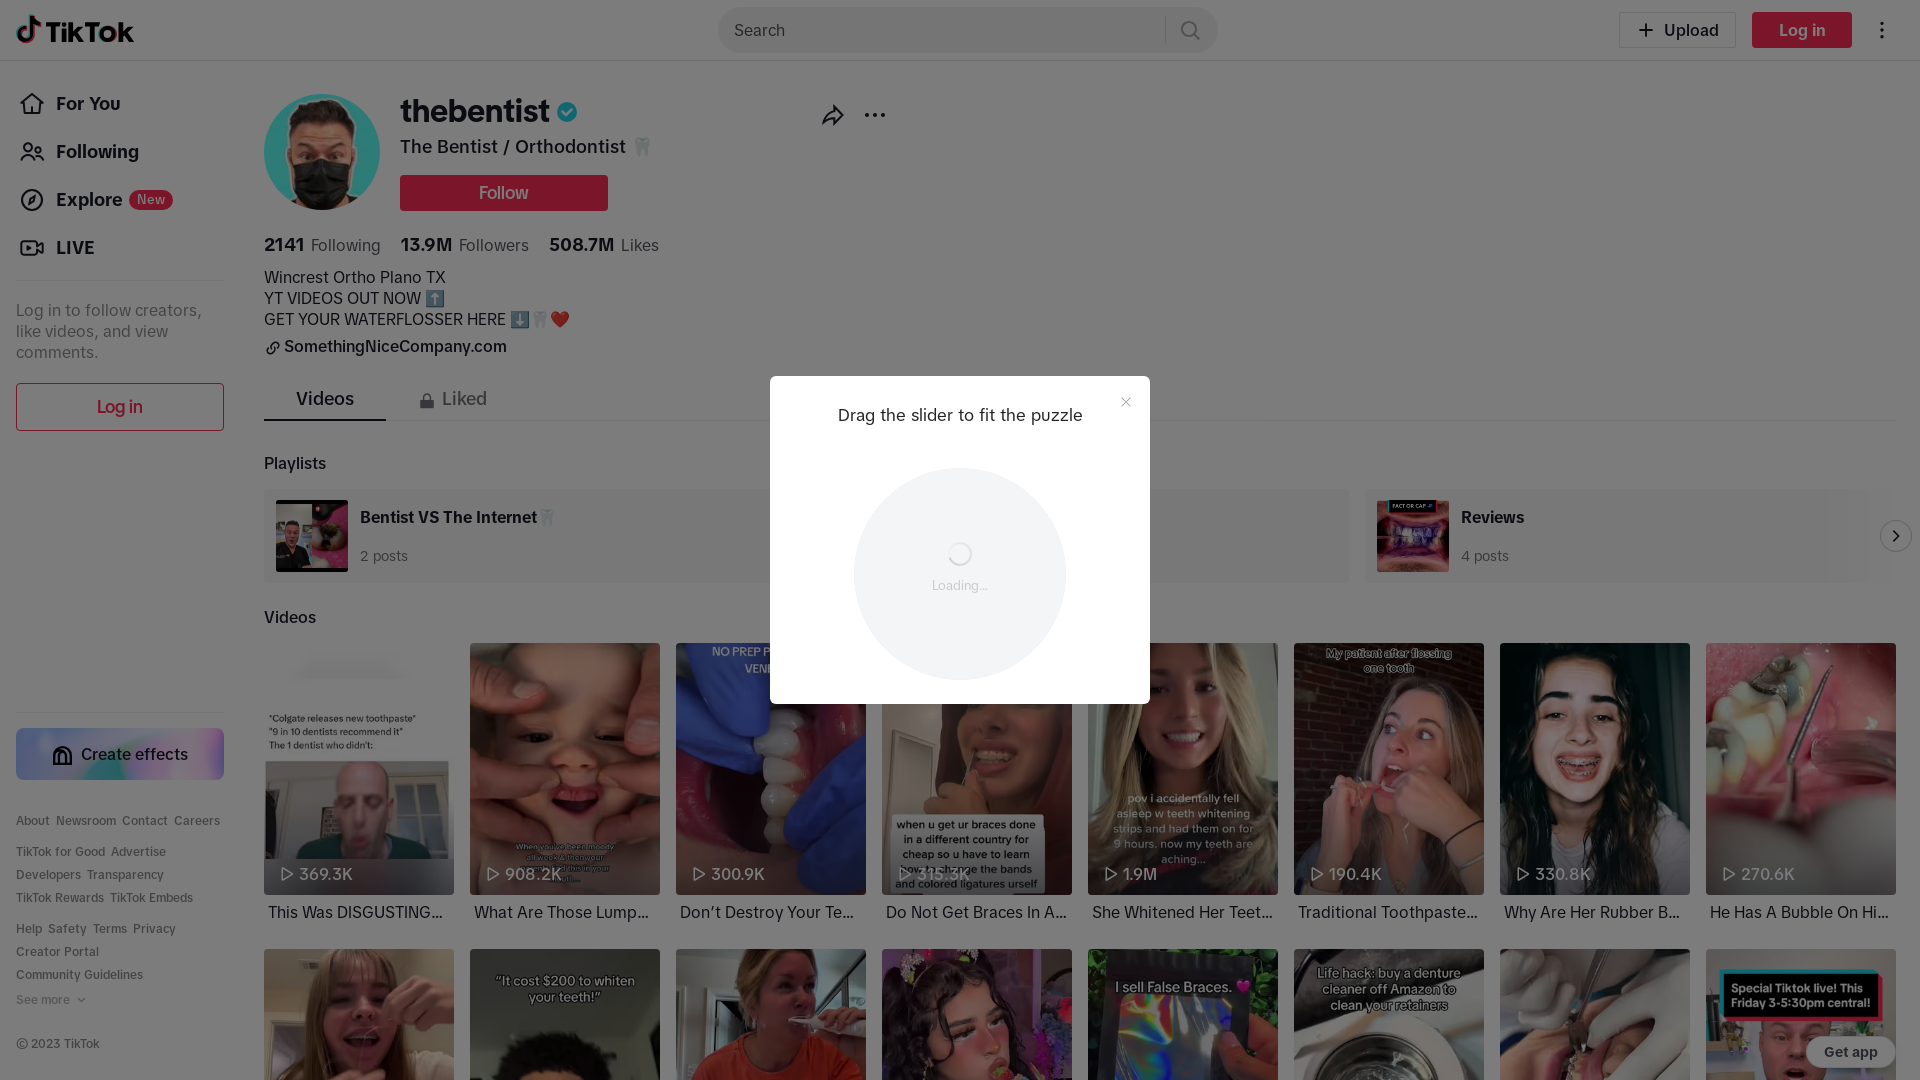 TikTok
Search
Upload
Log in
For You
Following
Explore New
LIVE
Log in to follow creators,
like videos, and view
comments.
Log in
Create effects
About Newsroom Contact Careers
TikTok for Good Advertise
Developers Transparency
TikTok Rewards TikTok Embeds
Help Safety Terms Privacy
Creator Portal
Community Guidelines
See more
© 2023 TikTok
thebentist
The Bentist / Orthodontist 🦷
Follow
2141 Following 13.9M Followers 508.7M Likes
Wincrest Ortho Plano TX
YT VIDEOS OUT NOW ⬆️
GET YOUR WATERFLOSSER HERE ⬇️🦷❤️
SomethingNiceCompany.com
Videos
Liked
Drag the slider to fit the puzzle
Loading...
Playlists
Bentist VS The Internet🦷
2 posts
FACT OR CAP
Reviews
4 posts
Videos
"Colgate releases new toothpaste"
"9 in 10 dentists recommend it"
The 1 dentist who didn't:
369.3K
This Was DISGUSTING...
When you've been moody
all week & then your
908.2K
What Are Those Lump...
NO PREP
300.9K
Don't Destroy Your Te...
when u get ur braces done
in a different country for
cheap so u have to learn
how to change the bands
and colored ligatures urself
315.3K
Do Not Get Braces In A...
pov i accidentally fell
asleep w teeth whitening
strips and had them on for
9 hours. now my teeth are
aching...
1.9M
She Whitened Her Teet...
My patient after flossing
one tooth
190.4K
Traditional Toothpaste...
330.8K
Why Are Her Rubber B...
270.6K
He Has A Bubble On Hi...
"It cost $200 to whiten
your teeth!"
I sell False Braces. 💗
Life hack: buy a denture
cleaner off Amazon to
clean your retainers
Special Tiktok live! This
Friday 3-5:30pm central!
Get app